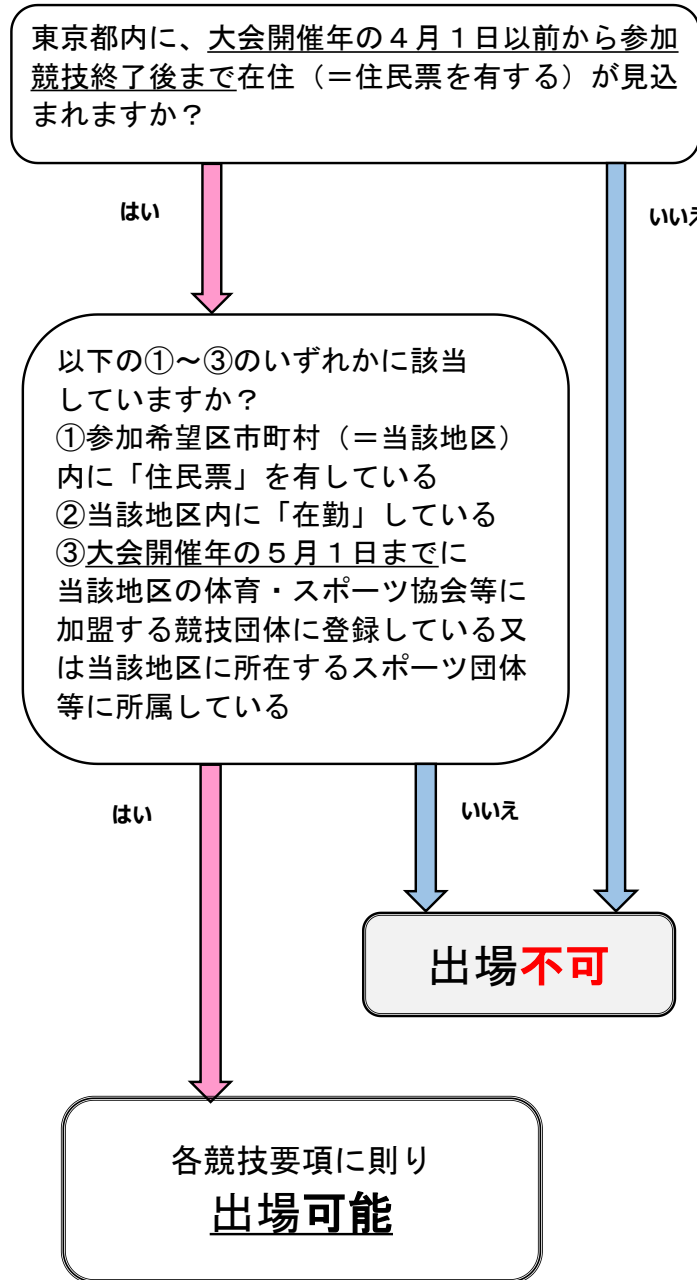 東京都内に、大会開催年の４月１日以前から参加
競技終了後まで在住（＝住民票を有する）が見込
まれますか？
はい
いいえ
以下の①～③のいずれかに該当
していますか？
①参加希望区市町村（＝当該地区）
内に「住民票」を有している
②当該地区内に「在勤」している
③大会開催年の５月１日までに
当該地区の体育・スポーツ協会等に
加盟する競技団体に登録している又
は当該地区に所在するスポーツ団体
等に所属している
はい
いいえ
出場不可
各競技要項に則り
出場可能